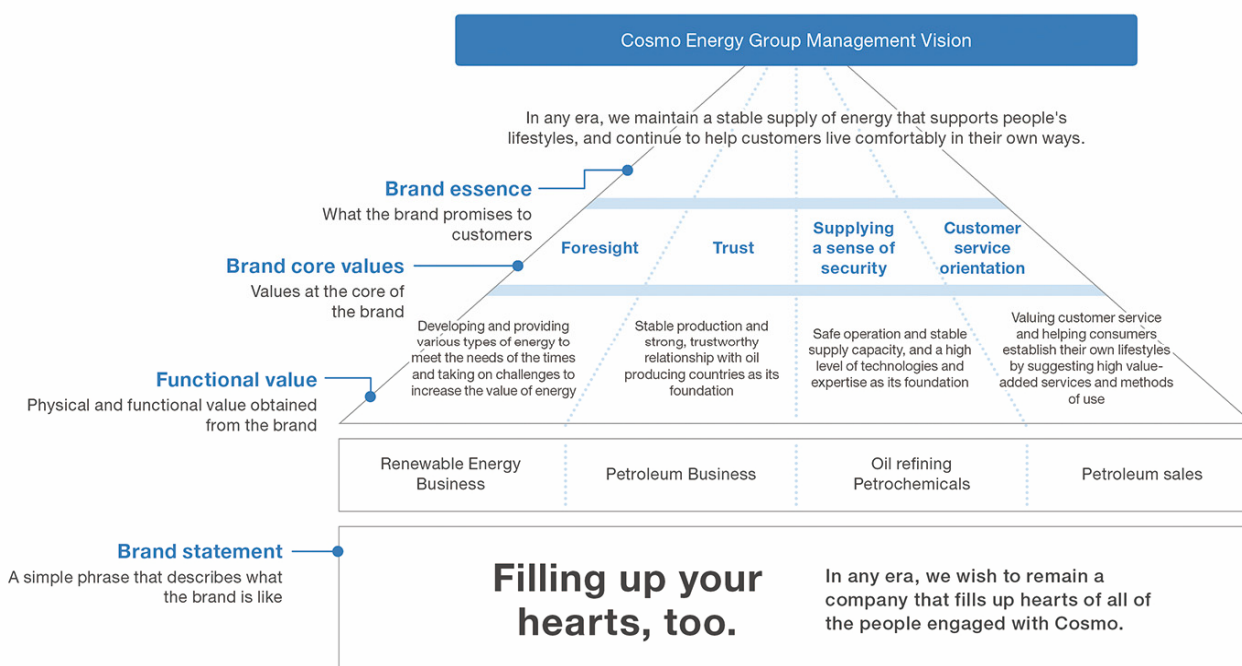 Cosmo Energy Group Management Vision
In any era, we maintain a stable supply of energy that supports people's
lifestyles, and continue to help customers live comfortably in their own ways.
Brand essence
What the brand promises to
customers
Brand core values
Values at the core of
the brand
Foresight
Trust
Supplying
a sense of
security
Customer
service
orientation
Functional value
Physical and functional value obtained
from the brand
Developing and providing
various types of energy to
meet the needs of the times
and taking on challenges to
increase the value of energy
Stable production and
strong, trustworthy
relationship with oil
producing countries as its
foundation
Safe operation and stable
supply capacity, and a high
level of technologies and
expertise as its foundation
Valuing customer service
and helping consumers
establish their own lifestyles
by suggesting high value-
added services and methods
of use
Renewable Energy
Business
Petroleum Business
Oil refining
Petrochemicals
Petroleum sales
Brand statement
A simple phrase that describes what
the brand is like
Filling up your
hearts, too.
In any era, we wish to remain a
company that fills up hearts of all of
the people engaged with Cosmo.